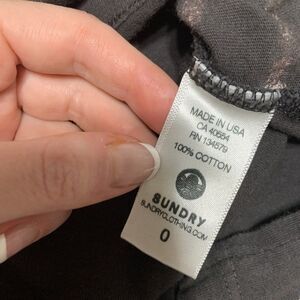 MADE IN USA
CA 40654
RN 134579
100% COTTON
SUNDRY
SUNDRYCLOTHING.COM
0